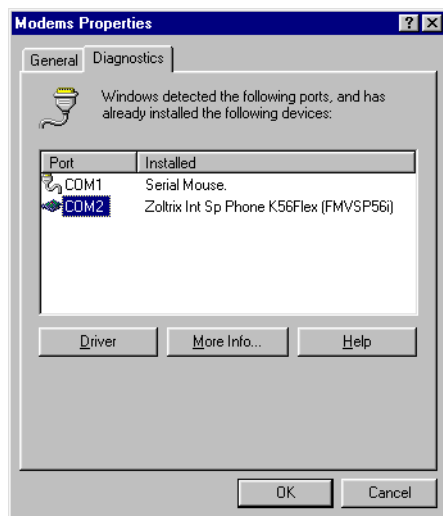 Modems Properties
General Diagnostics
Windows detected the following ports, and has
already installed the following devices:
Port Installed
COM1 Serial Mouse.
COM2 Zoltrix Int Sp Phone K56Flex (FMVSP56i)
Driver More Info... Help
OK Cancel